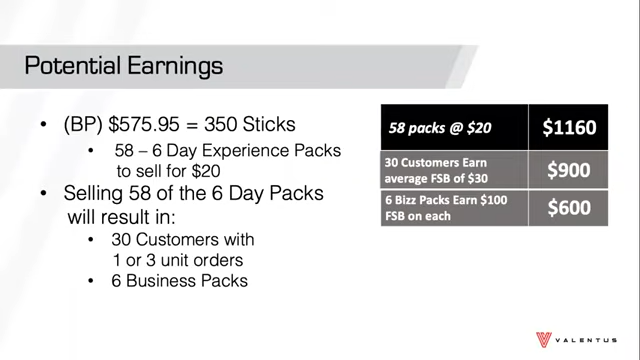 Potential Earnings
• (BP) $575.95 = 350 Sticks
• 58 – 6 Day Experience Packs
to sell for $20
• Selling 58 of the 6 Day Packs
will result in:
• 30 Customers with
1 or 3 unit orders
• 6 Business Packs
58 packs @ $20 $1160
30 Customers Earn
average FSB of $30 $900
6 Bizz Packs Earn $100
FSB on each $600
VALENTUS